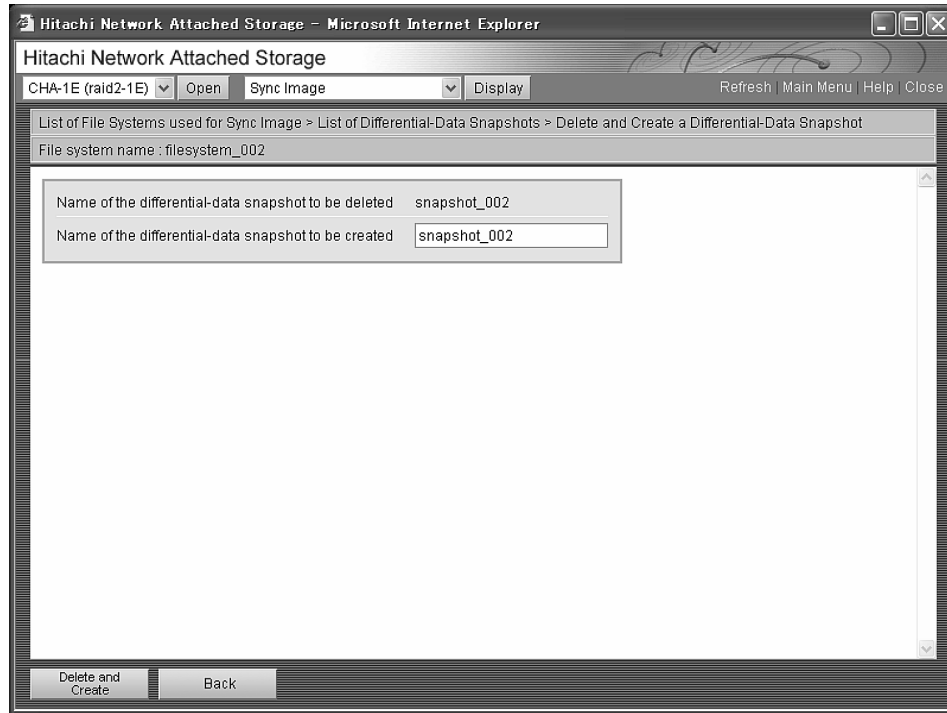 Hitachi Network Attached Storage - Microsoft Internet Explorer
Hitachi Network Attached Storage
CHA-1E (raid2-1E) Open Sync Image Display Refresh | Main Menu | Help | Close
List of File Systems used for Sync Image > List of Differential-Data Snapshots > Delete and Create a Differential-Data Snapshot
File system name : filesystem_002
Name of the differential-data snapshot to be deleted snapshot_002
Name of the differential-data snapshot to be created snapshot_002
Delete and
Create
Back